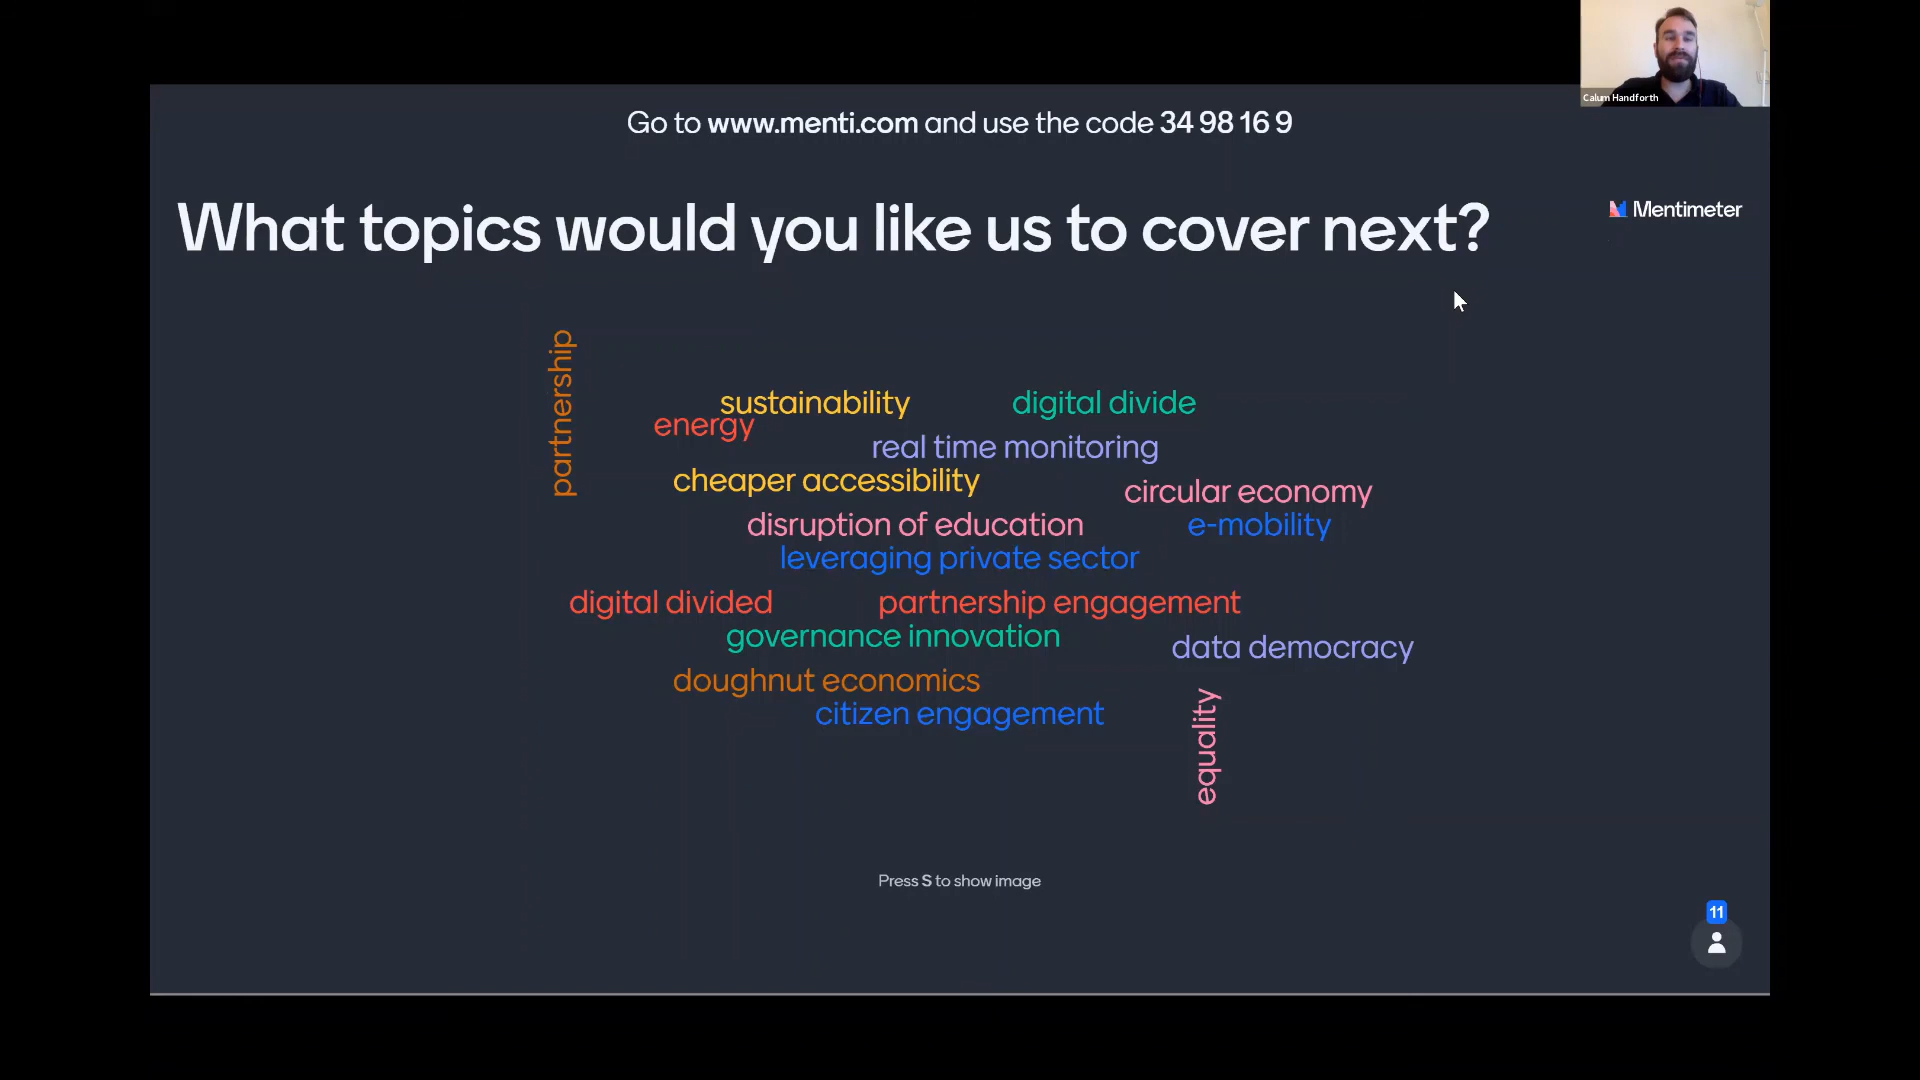 Calum Handforth
Go to www.menti.com and use the code 34 98 16 9
What topics would you like us to cover next?
Mentimeter
partnership
sustainability
digital divide
energy
real time monitoring
cheaper accessibility
circular economy
disruption of education
e-mobility
leveraging private sector
digital divided
partnership engagement
governance innovation
data democracy
doughnut economics
citizen engagement
equality
Press S to show image
11